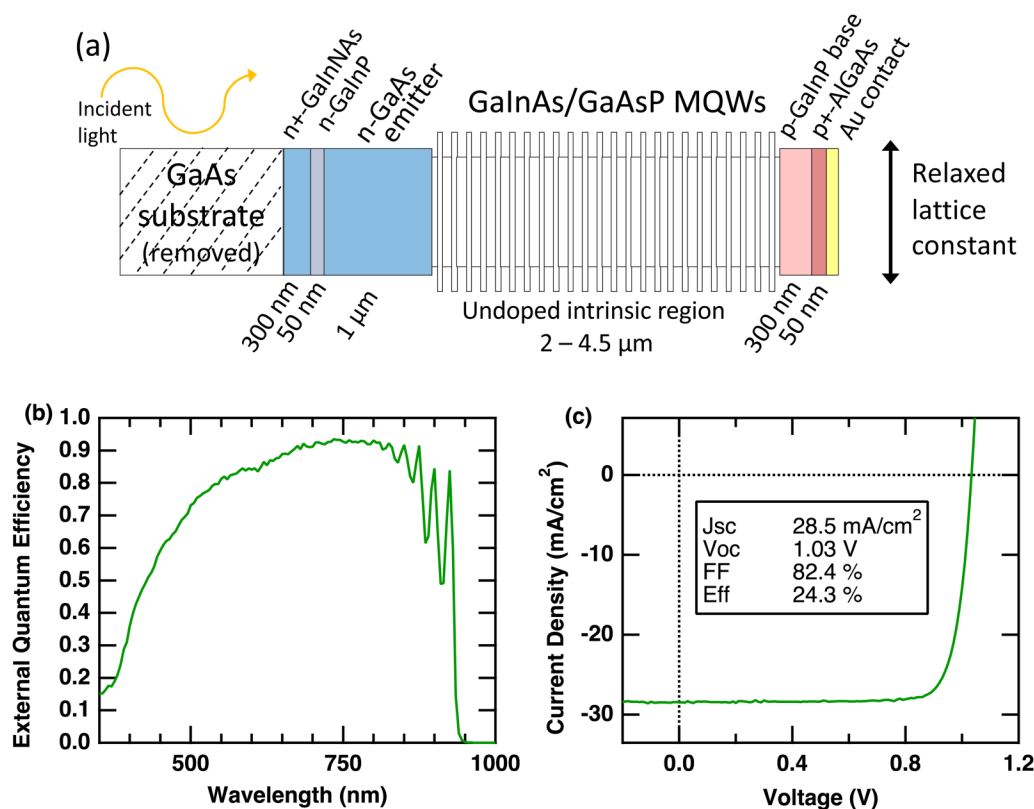 (a)
Incident
light
n+-GaInNAs
n-GaInP
n-GaAs
emitter
GaInAs/GaAsP MQWs
p-GaInP base
p+-AlGaAs
Au contact
GaAs
substrate
(removed)
Relaxed
lattice
constant
300 nm
50 nm
1 µm
Undoped intrinsic region
2 – 4.5 µm
300 nm
50 nm
(b)
External Quantum Efficiency
1.0
0.9
0.8
0.7
0.6
0.5
0.4
0.3
0.2
0.1
0.0
500
750
1000
Wavelength (nm)
(c)
Current Density (mA/cm²)
0
-10
-20
-30
Jsc 28.5 mA/cm²
Voc 1.03 V
FF 82.4 %
Eff 24.3 %
0.0
0.4
0.8
1.2
Voltage (V)